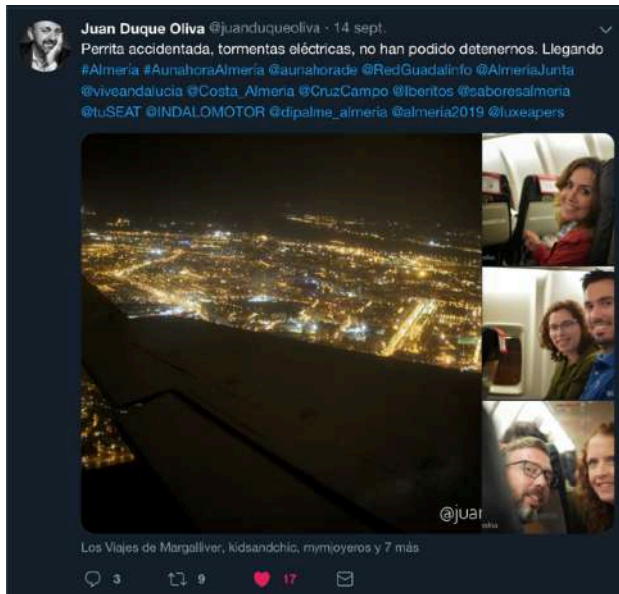 Juan Duque Oliva @juanduqueoliva · 14 sept.
Perrita accidentada, tormentas eléctricas, no han podido detenernos. Llegando
#Almería #AunahoraAlmería @aunahorade @RedGuadalinfo @AlmeriaJunta
@viveandalucia @Costa_Almeria @CruzCampo @Iberitos @saboresalmeria
@tuSEAT @INDALOMOTOR @dipalme_almeria @almeria2019 @luxeapers
@juan
Los Viajes de Margalliver, kidsandchic, mymjoyeros y 7 más
3 9 17